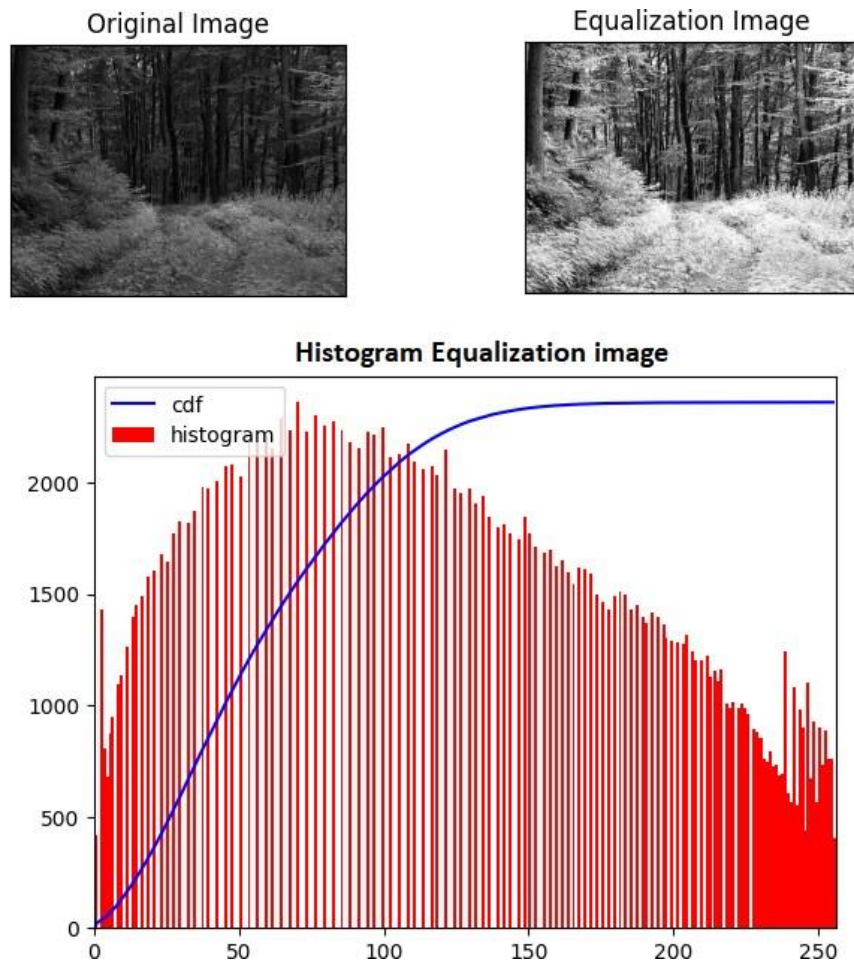 Original Image
Equalization Image
Histogram Equalization image
cdf
histogram
2000
1500
1000
500
0
0 50 100 150 200 250